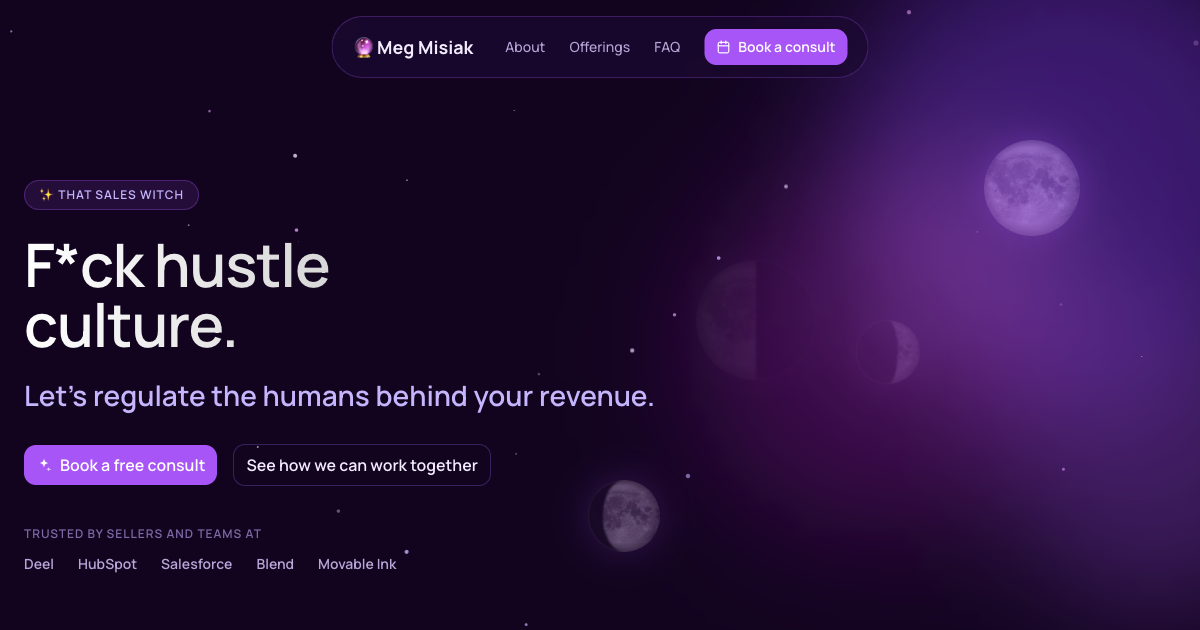 Meg Misiak
About
Offerings
FAQ
Book a consult
THAT SALES WITCH
F*ck hustle
culture.
Let's regulate the humans behind your revenue.
Book a free consult
See how we can work together
TRUSTED BY SELLERS AND TEAMS AT
Deel
HubSpot
Salesforce
Blend
Movable Ink